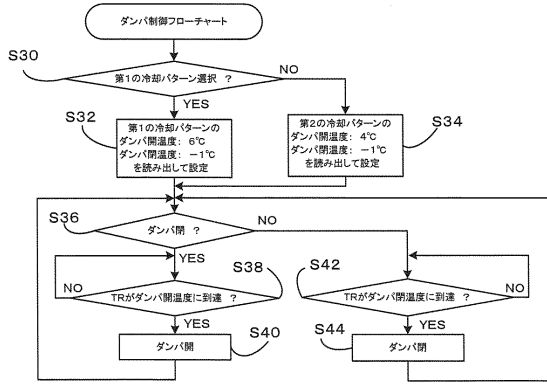 ダンパ制御フローチャート
S30
第1の冷却パターン選択 ?
NO
YES
S32
第1の冷却パターンの
ダンパ開温度: 6℃
ダンパ閉温度: -1℃
を読み出して設定
第2の冷却パターンの
ダンパ開温度: 4℃
ダンパ閉温度: -1℃
を読み出して設定
S34
S36
ダンパ閉 ?
NO
YES
S38
NO
TRがダンパ開温度に到達 ?
YES
S40
ダンパ開
S42
NO
TRがダンパ閉温度に到達 ?
YES
S44
ダンパ閉